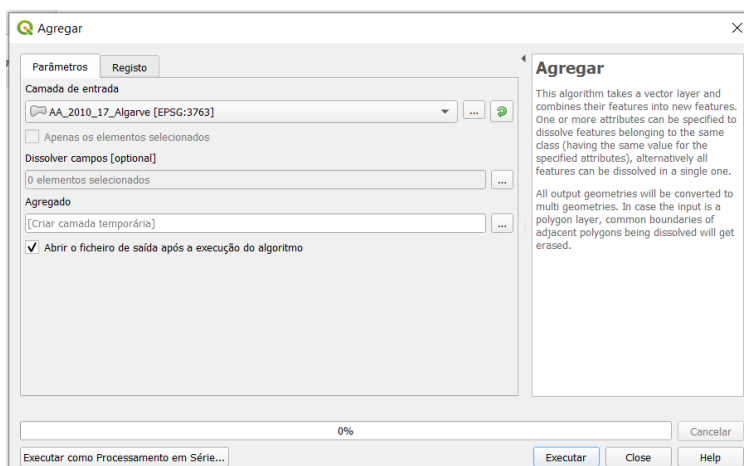 Agregar
Parâmetros
Registo
Camada de entrada
AA_2010_17_Algarve [EPSG:3763]
...
Apenas os elementos selecionados
Dissolver campos [optional]
0 elementos selecionados
...
Agregado
[Criar camada temporária]
...
Abrir o ficheiro de saída após a execução do algoritmo
Agregar
This algorithm takes a vector layer and
combines their features into new features.
One or more attributes can be specified to
dissolve features belonging to the same
class (having the same value for the
specified attributes), alternatively all
features can be dissolved in a single one.
All output geometries will be converted to
multi geometries. In case the input is a
polygon layer, common boundaries of
adjacent polygons being dissolved will get
erased.
0%
Cancelar
Executar como Processamento em Série...
Executar
Close
Help